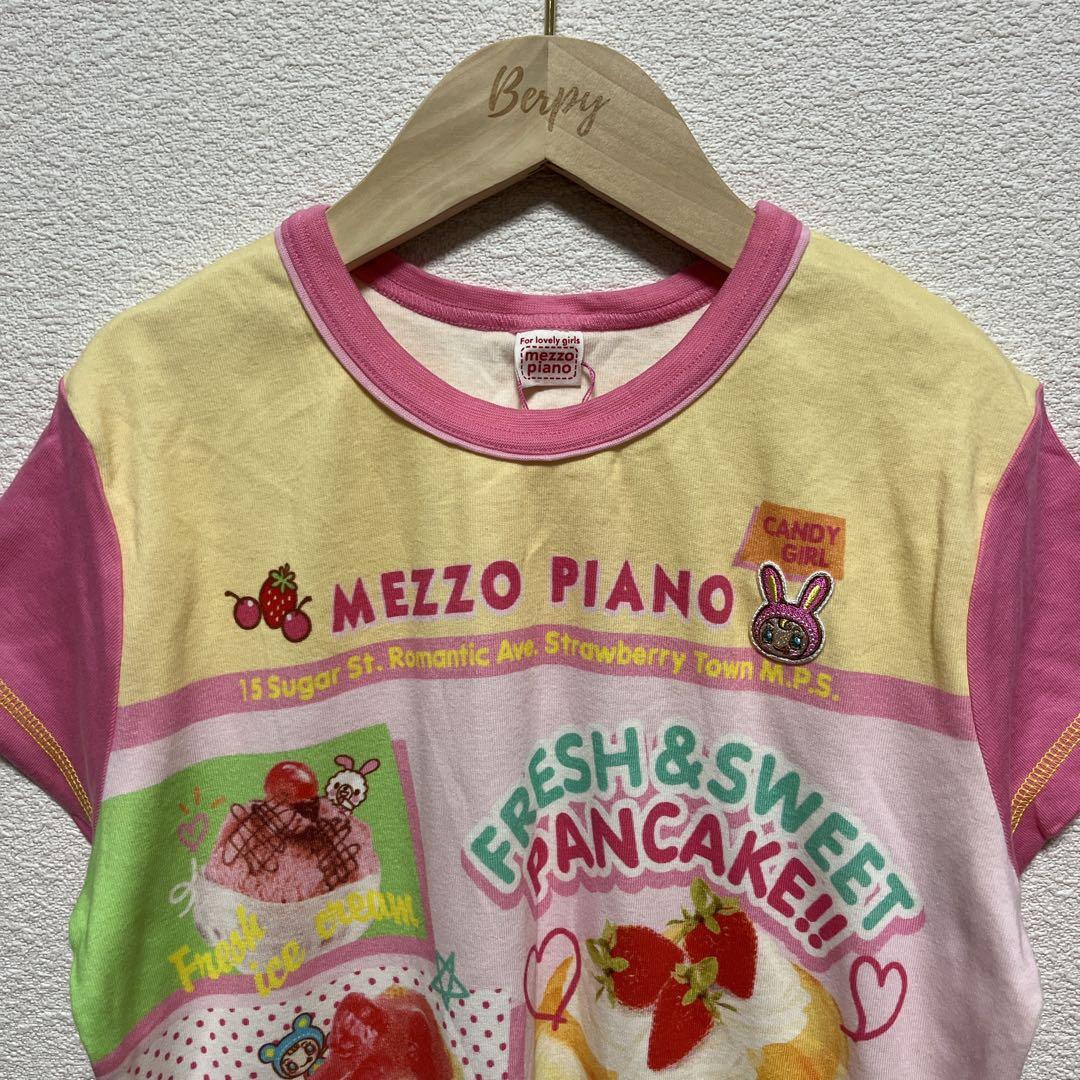 Berpy
For lovely girls
mezzo
piano
CANDY
GIRL
MEZZO PIANO
15 Sugar St. Romantic Ave. Strawberry Town M.P.S.
FRESH & SWEET
PANCAKE!!
Fresh
ice cream